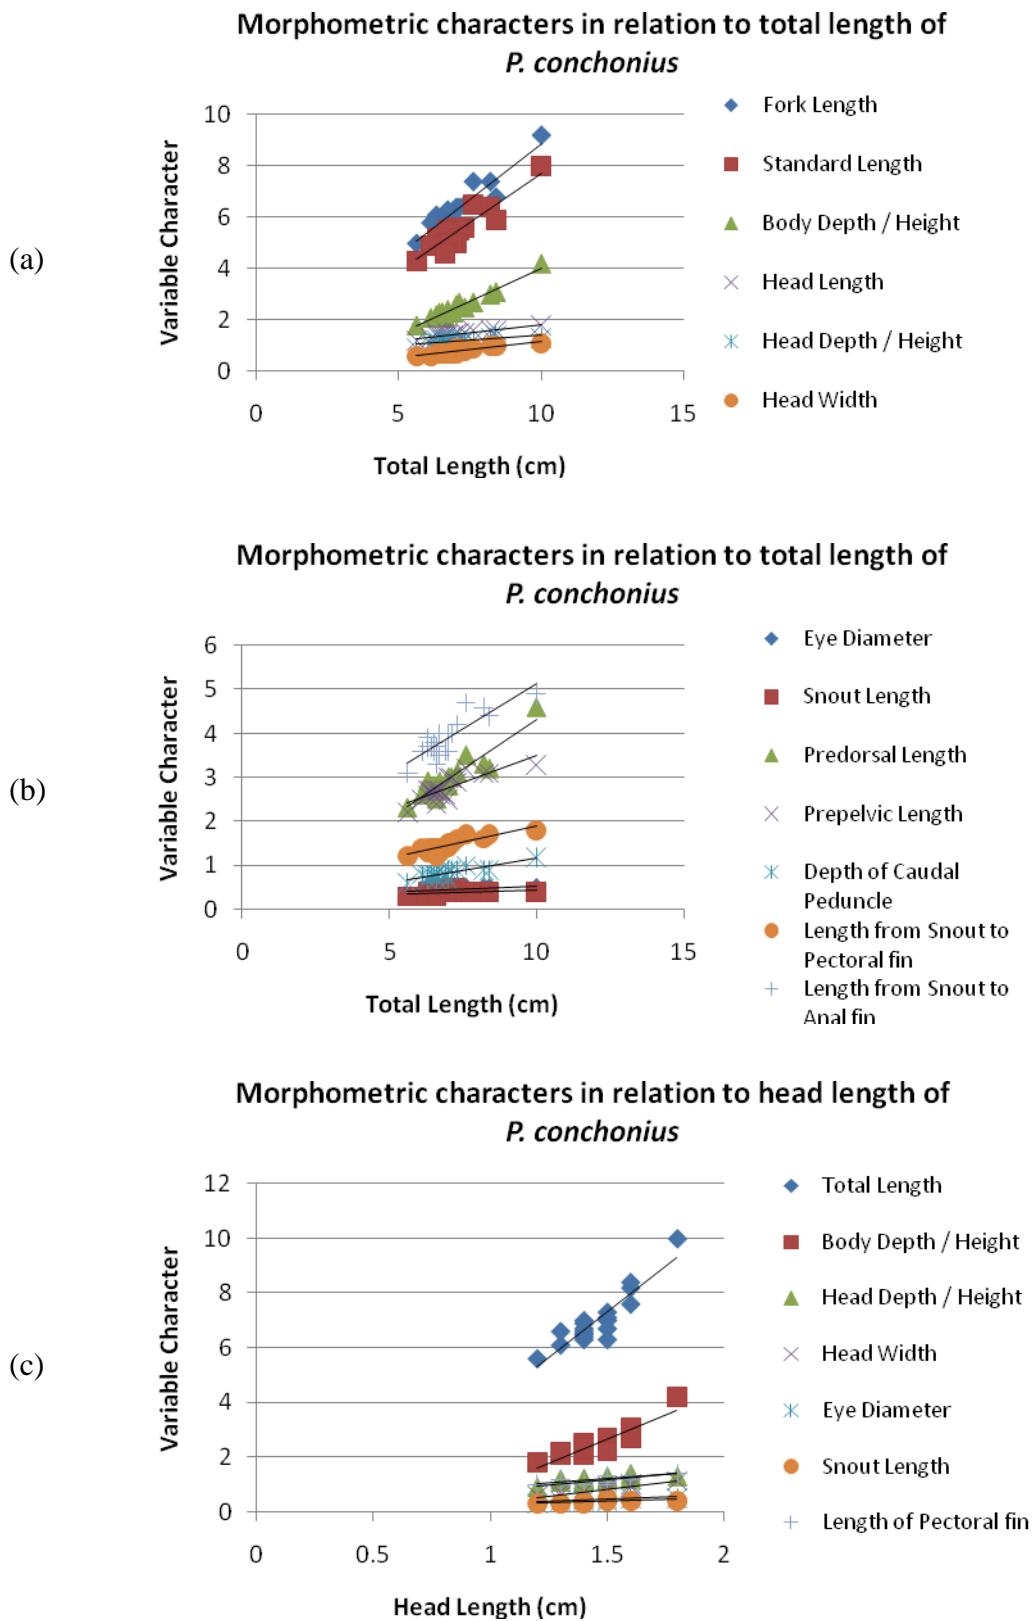 (a)
Morphometric characters in relation to total length of
P. conchonius
Variable Character
10
8
6
4
2
0
0
5
10
15
Total Length (cm)
Fork Length
Standard Length
Body Depth / Height
Head Length
Head Depth / Height
Head Width
(b)
Morphometric characters in relation to total length of
P. conchonius
Variable Character
6
5
4
3
2
1
0
0
5
10
15
Total Length (cm)
Eye Diameter
Snout Length
Predorsal Length
Prepelvic Length
Depth of Caudal
Peduncle
Length from Snout to
Pectoral fin
Length from Snout to
Anal fin
(c)
Morphometric characters in relation to head length of
P. conchonius
Variable Character
12
10
8
6
4
2
0
0
0.5
1
1.5
2
Head Length (cm)
Total Length
Body Depth / Height
Head Depth / Height
Head Width
Eye Diameter
Snout Length
Length of Pectoral fin